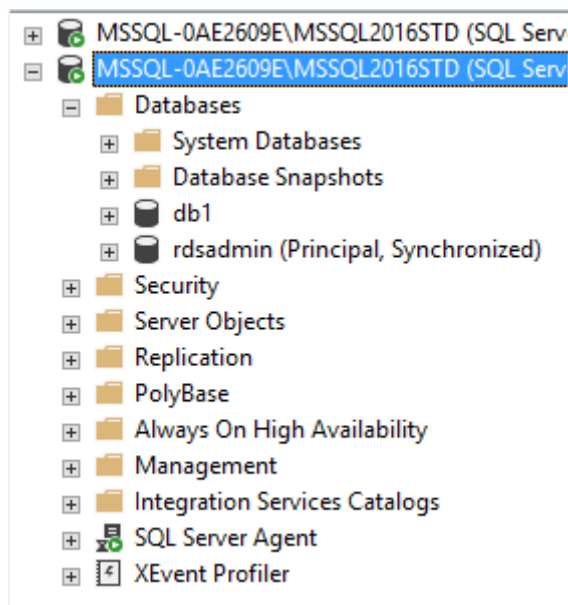 MSSQL-0AE2609E\MSSQL2016STD (SQL Serv
MSSQL-0AE2609E\MSSQL2016STD (SQL Serv
Databases
System Databases
Database Snapshots
db1
rdsadmin (Principal, Synchronized)
Security
Server Objects
Replication
PolyBase
Always On High Availability
Management
Integration Services Catalogs
SQL Server Agent
XEvent Profiler